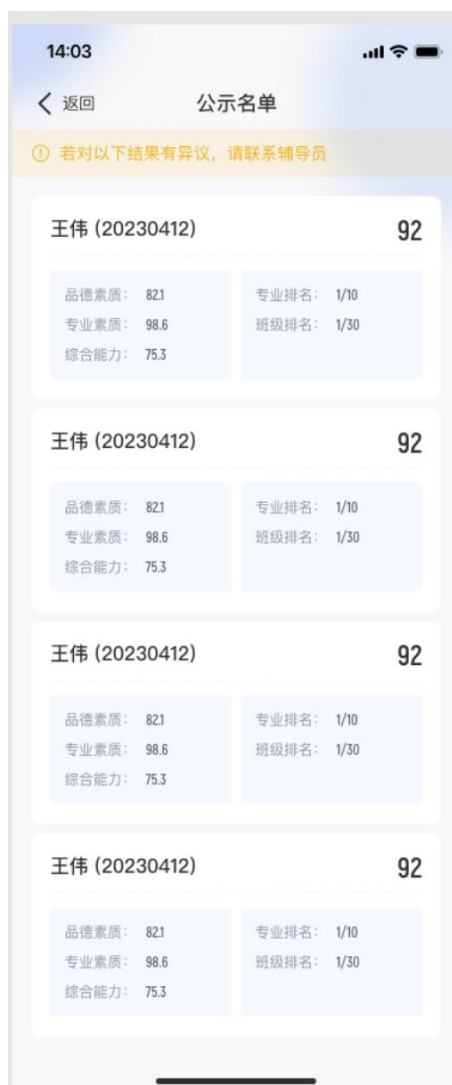 14:03
返回 公示名单
若对以下结果有异议，请联系辅导员
王伟 (20230412) 92
品德素质： 82.1 专业排名： 1/10
专业素质： 98.6 班级排名： 1/30
综合能力： 75.3
王伟 (20230412) 92
品德素质： 82.1 专业排名： 1/10
专业素质： 98.6 班级排名： 1/30
综合能力： 75.3
王伟 (20230412) 92
品德素质： 82.1 专业排名： 1/10
专业素质： 98.6 班级排名： 1/30
综合能力： 75.3
王伟 (20230412) 92
品德素质： 82.1 专业排名： 1/10
专业素质： 98.6 班级排名： 1/30
综合能力： 75.3